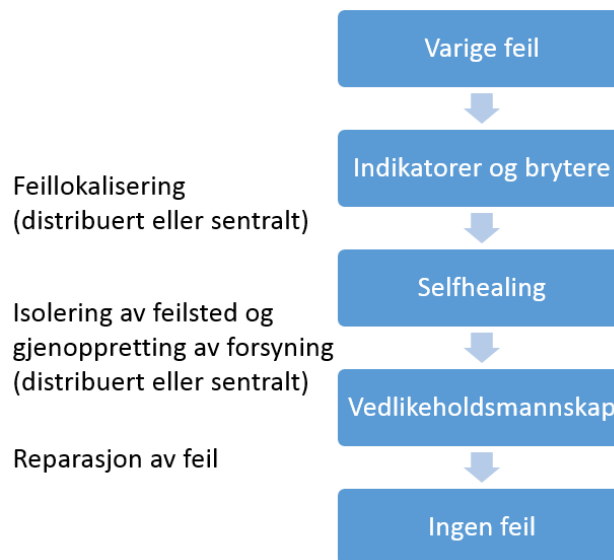 Varige feil
Indikatorer og brytere
Feillokalisering
(distribuert eller sentralt)
Selfhealing
Isolering av feilsted og
gjenoppretting av forsyning
(distribuert eller sentralt)
Vedlikeholdsmannskap
Reparasjon av feil
Ingen feil